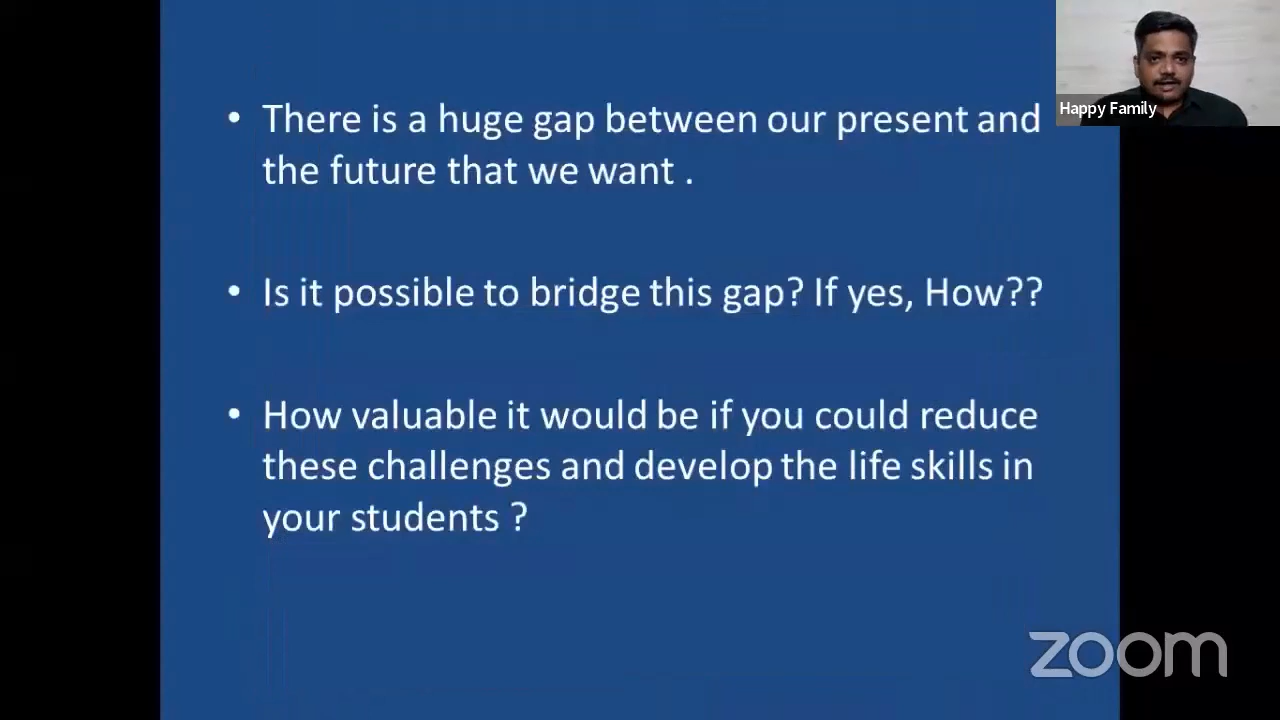 • There is a huge gap between our present and
the future that we want .
• Is it possible to bridge this gap? If yes, How??
• How valuable it would be if you could reduce
these challenges and develop the life skills in
your students ?
Happy Family
zoom